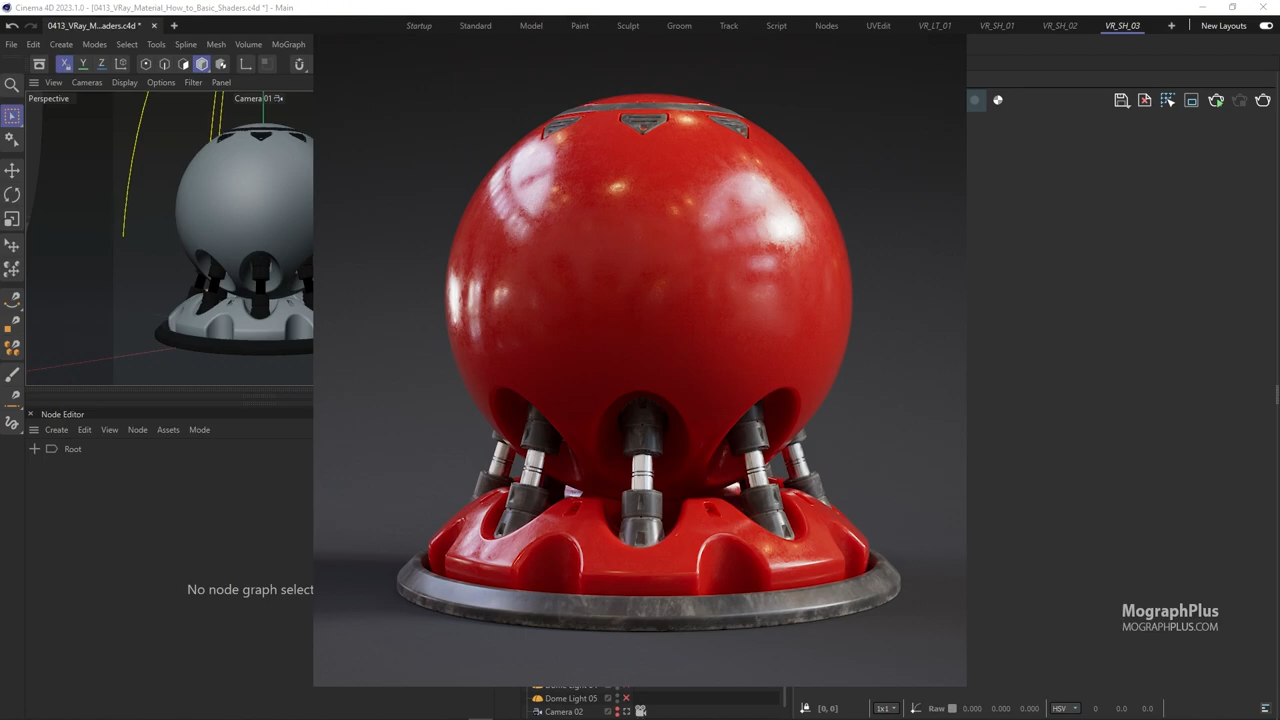 Cinema 4D 2023.1.0 - [0413_VRay_Material_How_to_Basic_Shaders.c4d *] - Main
0413_VRay_M...aders.c4d *
Startup Standard Model Paint Sculpt Groom Track Script Nodes UVEdit VR_LT_01 VR_SH_01 VR_SH_02 VR_SH_03 New Layouts
File Edit Create Modes Select Tools Spline Mesh Volume MoGraph
X Y Z
View Cameras Display Options Filter Panel
Perspective Camera 01
Node Editor
Create Edit View Node Assets Mode
Root
No node graph select
MographPlus
MOGRAPHPLUS.COM
Dome Light 05
Camera 02
[0, 0] 1x1 Raw 0.000 0.000 0.000 HSV 0 0.0 0.0